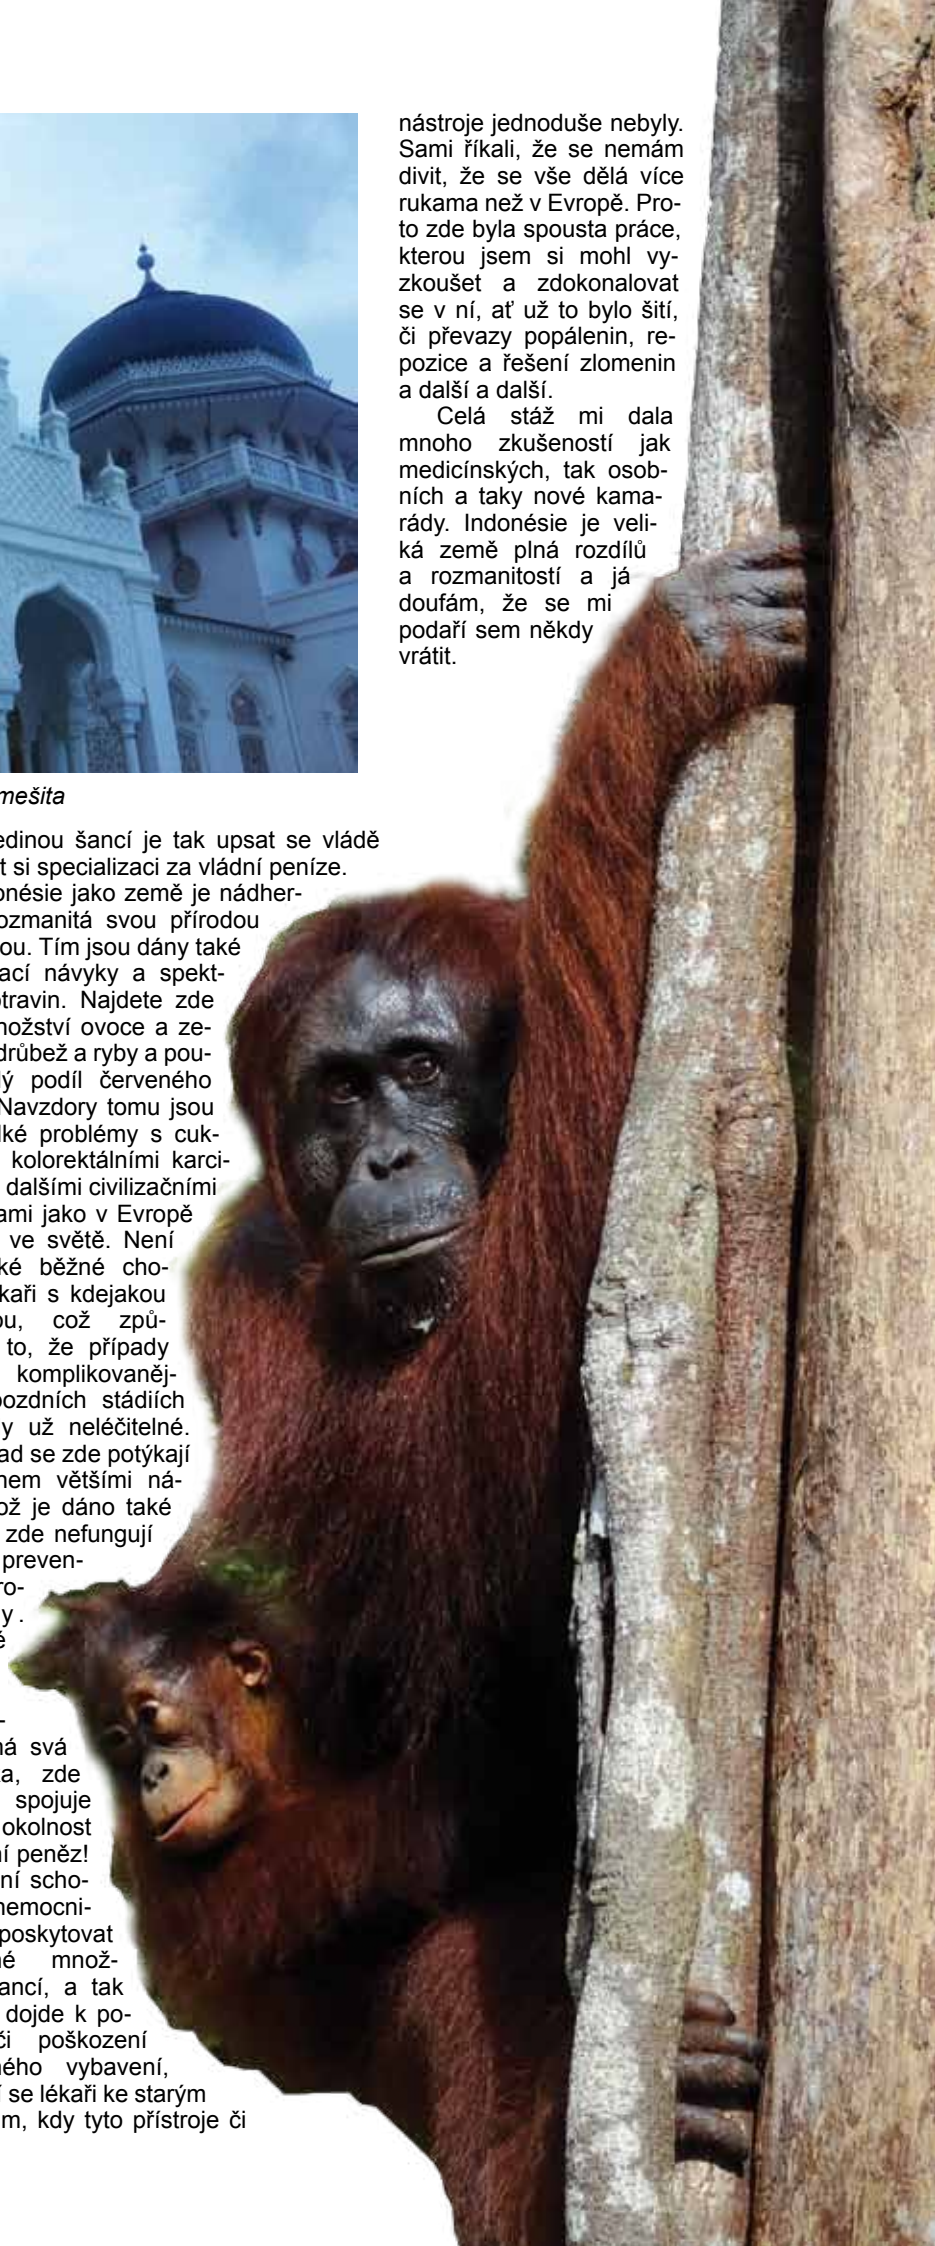 mešita
edinou šancí je tak upsat se vládě
t si specializaci za vládní peníze.
onésie jako země je nádher-
ozmanitá svou přírodou
ou. Tím jsou dány také
ací návyky a spekt-
otravin. Najdete zde
nožství ovoce a ze-
drůbež a ryby a pou-
ý podíl červeného
Navzdory tomu jsou
lké problémy s cuk-
kolorektálními karci-
dalšími civilizačními
ami jako v Evropě
ve světě. Není
ké běžné cho-
kaři s kdejakou
ou, což způ-
to, že případy
komplikovaněj-
pozdních stádiích
y už neléčitelné.
ad se zde potýkají
nem většími ná-
ož je dáno také
zde nefungují
preven-
ro-
y.
é
-
ná svá
a, zde
spojuje
okolnost
ní peněz!
ní scho-
nemocni-
poskytovat
né množ-
ancí, a tak
dojde k po-
či poškození
ného vybavení,
í se lékaři ke starým
m, kdy tyto přístroje či
nástroje jednoduše nebyly.
Sami říkali, že se nemám
divit, že se vše dělá více
rukama než v Evropě. Pro-
to zde byla spousta práce,
kterou jsem si mohl vy-
zkoušet a zdokonalovat
se v ní, ať už to bylo šití,
či převazy popálenin, re-
pozice a řešení zlomenin
a další a další.
Celá stáž mi dala
mnoho zkušeností jak
medicínských, tak osob-
ních a taky nové kama-
rády. Indonésie je veli-
ká země plná rozdílů
a rozmanitostí a já
doufám, že se mi
podaří sem někdy
vrátit.